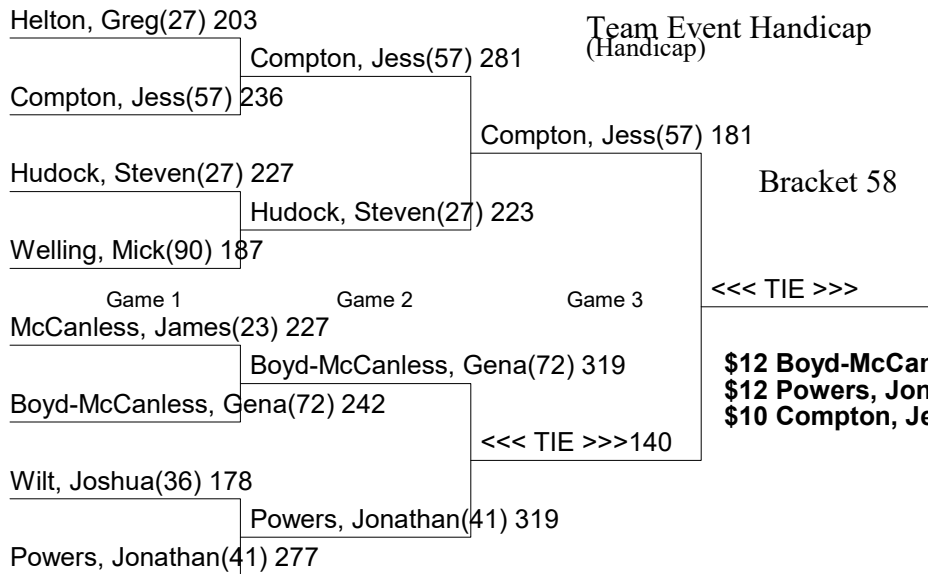 Helton, Greg(27) 203
Team Event Handicap
(Handicap)
Compton, Jess(57) 281
Compton, Jess(57) 236
Compton, Jess(57) 181
Hudock, Steven(27) 227
Bracket 58
Hudock, Steven(27) 223
Welling, Mick(90) 187
Game 1
Game 2
Game 3
<<< TIE >>>
McCanless, James(23) 227
Boyd-McCanless, Gena(72) 319
$12 Boyd-McCan
Boyd-McCanless, Gena(72) 242
$12 Powers, Jon
$10 Compton, Je
<<< TIE >>>140
Wilt, Joshua(36) 178
Powers, Jonathan(41) 319
Powers, Jonathan(41) 277